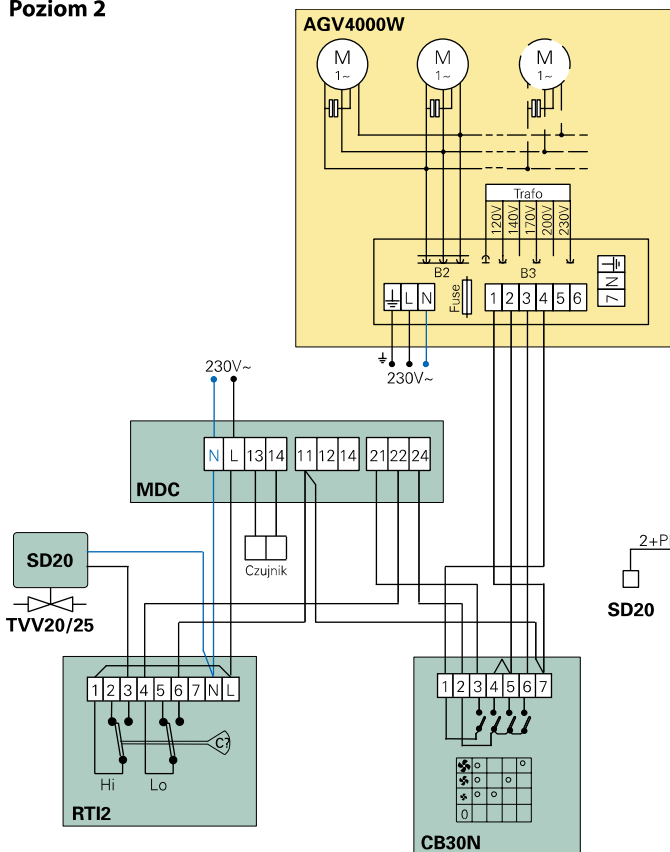 Poziom 2
AGV4000W
M
1~
M
1~
M
1~
Trafo
120V
140V
170V
200V
230V
B2
B3
Fuse
L N
1 2 3 4 5 6
7 N
230V~
230V~
N L 13 14
11 12 14
21 22 24
MDC
Czujnik
SD20
TVV20/25
2+P
SD20
1 2 3 4 5 6 7 N L
C?
Hi
Lo
RTI2
1 2 3 4 5 6 7
0
CB30N